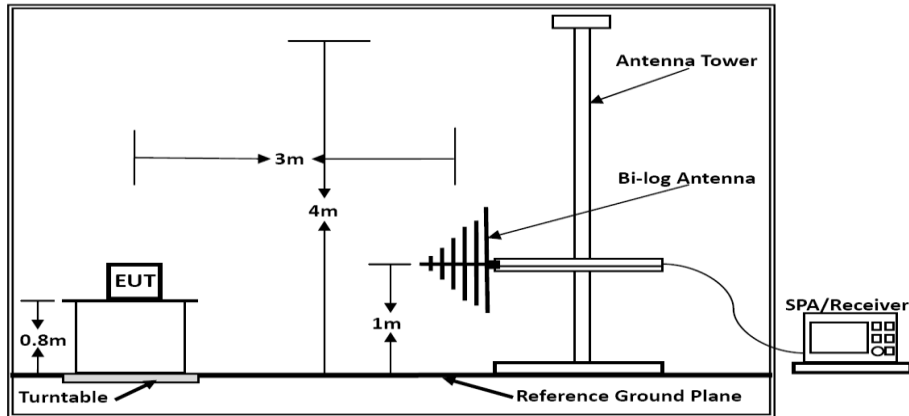 Antenna Tower
3m
Bi-log Antenna
4m
EUT
1m
SPA/Receiver
0.8m
Turntable
Reference Ground Plane